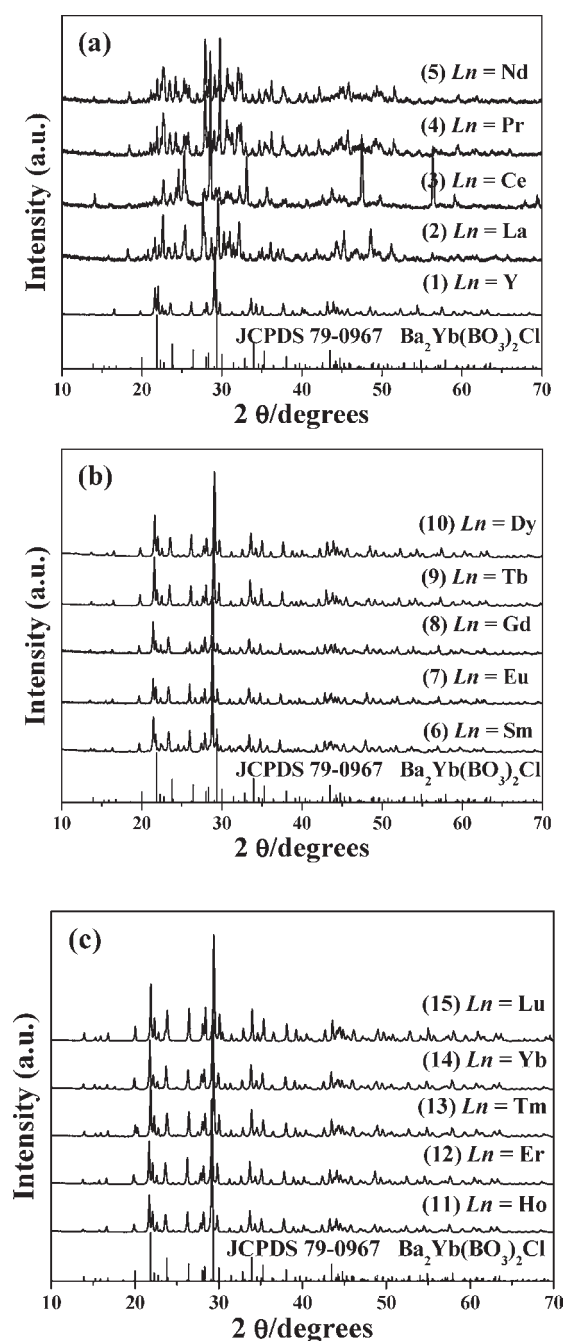 (a)
(5) Ln = Nd
(4) Ln = Pr
(3) Ln = Ce
(2) Ln = La
(1) Ln = Y
JCPDS 79-0967 Ba₂Yb(BO₃)₂Cl
Intensity (a.u.)
10 20 30 40 50 60 70
2 θ/degrees
(b)
(10) Ln = Dy
(9) Ln = Tb
(8) Ln = Gd
(7) Ln = Eu
(6) Ln = Sm
JCPDS 79-0967 Ba₂Yb(BO₃)₂Cl
Intensity (a.u.)
10 20 30 40 50 60 70
2 θ/degrees
(c)
(15) Ln = Lu
(14) Ln = Yb
(13) Ln = Tm
(12) Ln = Er
(11) Ln = Ho
JCPDS 79-0967 Ba₂Yb(BO₃)₂Cl
Intensity (a.u.)
10 20 30 40 50 60 70
2 θ/degrees